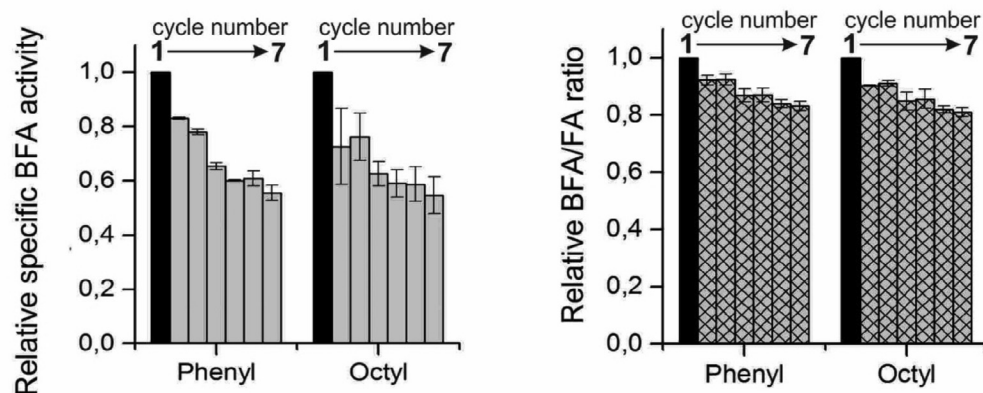 cycle number
1 7 1 7
Relative specific BFA activity
1,0
0,8
0,6
0,4
0,2
0,0
Phenyl Octyl
cycle number cycle number
1 7 1 7
Relative BFA/FA ratio
1,0
0,8
0,6
0,4
0,2
0,0
Phenyl Octyl
cycle number